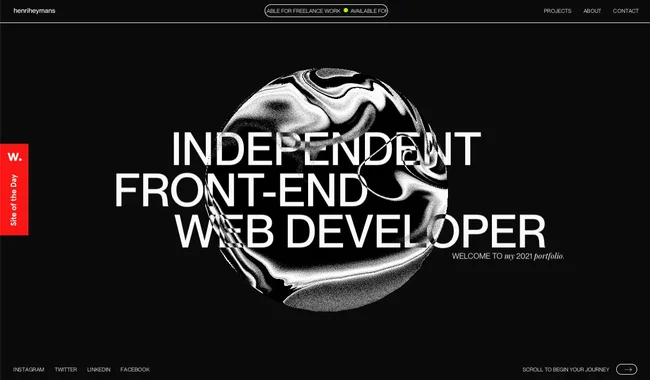 henriheymans
ABLE FOR FREELANCE WORK
AVAILABLE FOR
PROJECTS
ABOUT
CONTACT
W.
Site of the Day
INDEPENDENT
FRONT-END
WEB DEVELOPER
WELCOME TO my 2021 portfolio.
INSTAGRAM
TWITTER
LINKEDIN
FACEBOOK
SCROLL TO BEGIN YOUR JOURNEY